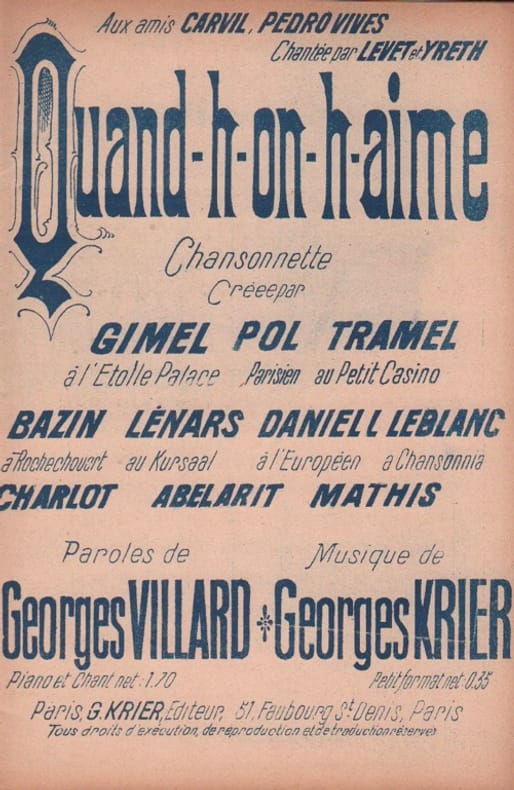 Aux amis CARVIL, PEDRO VIVES
Chantée par LEVET et YRETH
Quand-h-on-h-aime
Chansonnette
Créée par
GIMEL POL TRAMEL
à l'Etoile Palace Parisien au Petit Casino
BAZIN LÉNARS DANIELL LEBLANC
à Rochechouart au Kursaal à l'Européen a Chansonnia
CHARLOT ABELARIT MATHIS
Paroles de Musique de
Georges VILLARD Georges KRIER
Piano et Chant net: 1.70 Petit format net: 0.35
Paris, G. KRIER, Editeur, 51, Faubourg St Denis, Paris
Tous droits d'exécution, de reproduction et de traduction réservés